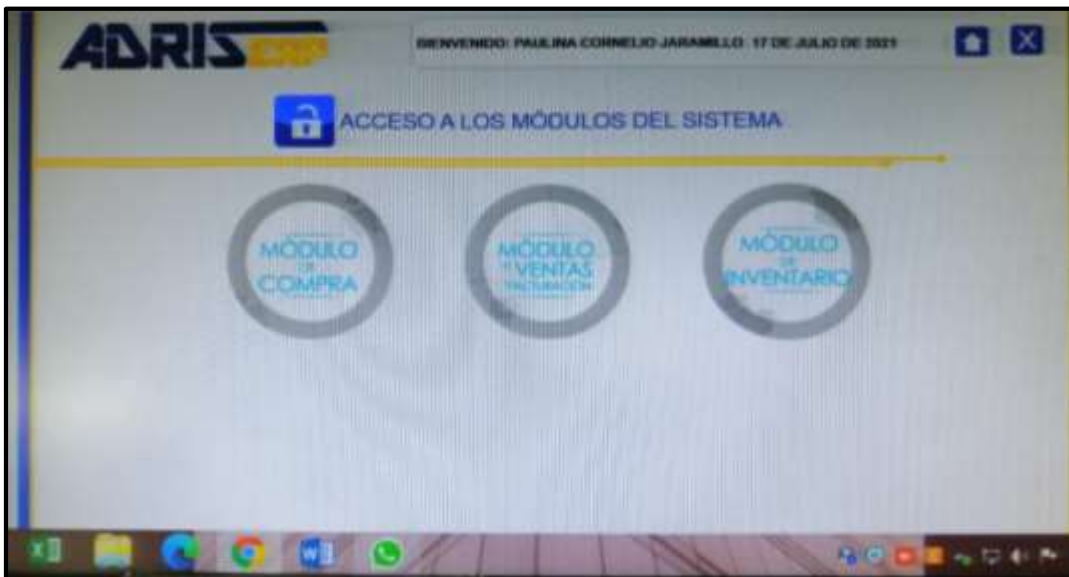 ADRIS ERP
BIENVENIDO: PAULINA CORNELIO JARAMILLO 17 DE JULIO DE 2021
ACCESO A LOS MÓDULOS DEL SISTEMA
MÓDULO
DE
COMPRA
MÓDULO
VENTAS
FACTURACIÓN
MÓDULO
DE
INVENTARIO